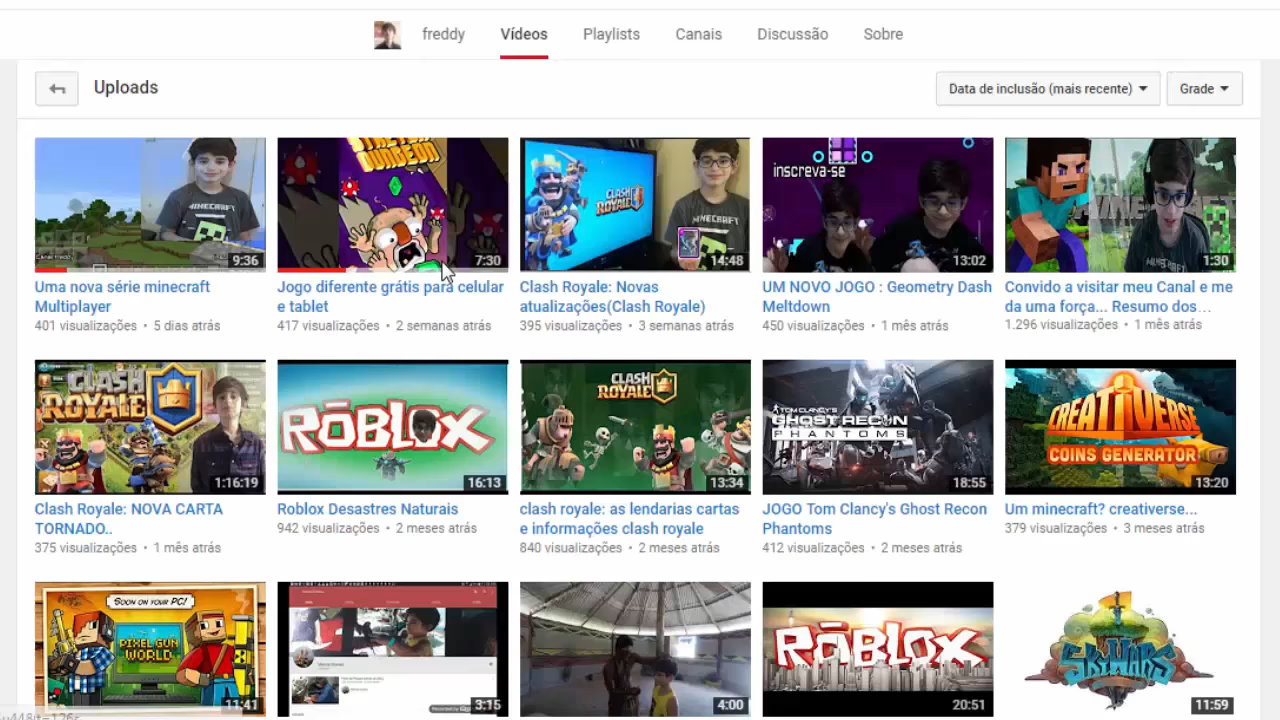 freddy Vídeos Playlists Canais Discussão Sobre
Uploads Data de inclusão (mais recente) Grade
MINECRAFT
9:36
DUNGEON
7:30
CLASH ROYALE
MINECRAFT
14:48
inscreva-se
13:02
MINECRAFT
1:30
Uma nova série minecraft
Multiplayer
401 visualizações • 5 dias atrás
Jogo diferente grátis para celular
e tablet
417 visualizações • 2 semanas atrás
Clash Royale: Novas
atualizações(Clash Royale)
395 visualizações • 3 semanas atrás
UM NOVO JOGO : Geometry Dash
Meltdown
450 visualizações • 1 mês atrás
Convido a visitar meu Canal e me
da uma força... Resumo dos...
1.296 visualizações • 1 mês atrás
CLASH
ROYALE
1:16:19
RŌBLOX
16:13
CLASH
ROYALE
13:34
TOM CLANCY'S
GHOST RECON
PHANTOMS
18:55
CREATIVERSE
COINS GENERATOR
13:20
Clash Royale: NOVA CARTA
TORNADO..
375 visualizações • 1 mês atrás
Roblox Desastres Naturais
942 visualizações • 2 meses atrás
clash royale: as lendarias cartas
e informações clash royale
840 visualizações • 2 meses atrás
JOGO Tom Clancy's Ghost Recon
Phantoms
412 visualizações • 2 meses atrás
Um minecraft? creativerse...
379 visualizações • 3 meses atrás
SOON ON YOUR PC!
PIXEL GUN
WORLD
11:41
3:15
4:00
RŌBLOX
20:51
SKYWARS
11:59